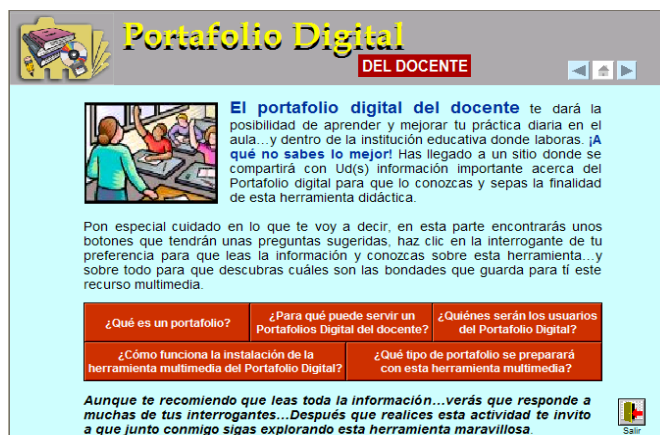 Portafolio Digital
DEL DOCENTE
El portafolio digital del docente te dará la
posibilidad de aprender y mejorar tu práctica diaria en el
aula…y dentro de la institución educativa donde laboras. ¡A
qué no sabes lo mejor! Has llegado a un sitio donde se
compartirá con Ud(s) información importante acerca del
Portafolio digital para que lo conozcas y sepas la finalidad
de esta herramienta didáctica.
Pon especial cuidado en lo que te voy a decir, en esta parte encontrarás unos
botones que tendrán unas preguntas sugeridas, haz clic en la interrogante de tu
preferencia para que leas la información y conozcas sobre esta herramienta…y
sobre todo para que descubras cuáles son las bondades que guarda para tí este
recurso multimedia.
¿Qué es un portafolio?
¿Para qué puede servir un
Portafolios Digital del docente?
¿Quiénes serán los usuarios
del Portafolio Digital?
¿Cómo funciona la instalación de la
herramienta multimedia del Portafolio Digital?
¿Qué tipo de portafolio se preparará
con esta herramienta multimedia?
Aunque te recomiendo que leas toda la información…verás que responde a
muchas de tus interrogantes…Después que realices esta actividad te invito
a que junto conmigo sigas explorando esta herramienta maravillosa.
Salir